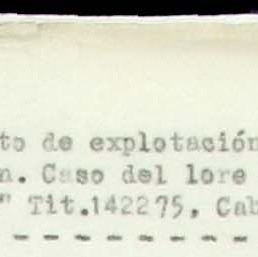 to de explotación
n. Caso del lore
" Tit.142275. Cab
- - - - - - - - -